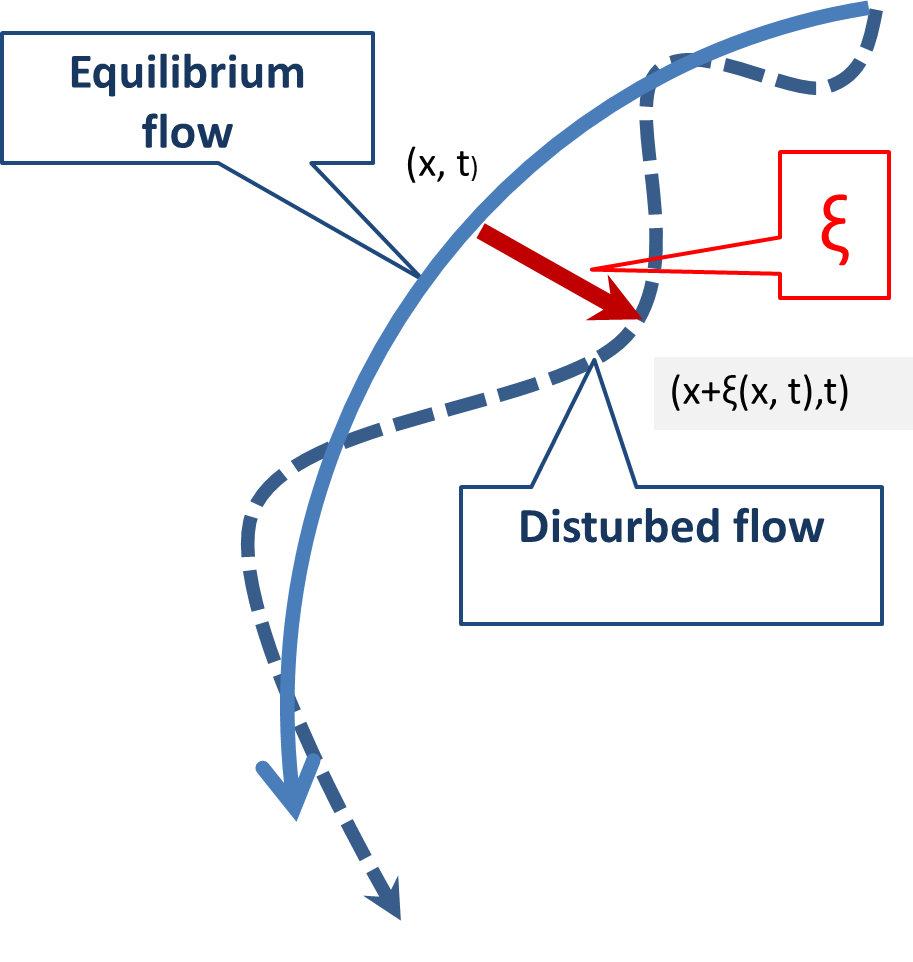 Equilibrium
flow
(x, t)
ξ
(x+ξ(x, t),t)
Disturbed flow